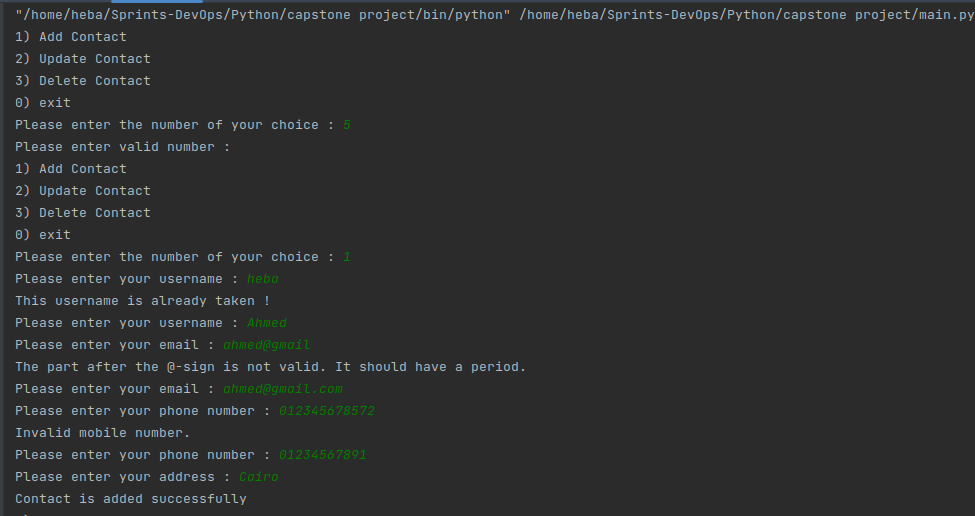 "/home/heba/Sprints-DevOps/Python/capstone project/bin/python" /home/heba/Sprints-DevOps/Python/capstone project/main.py
1) Add Contact
2) Update Contact
3) Delete Contact
0) exit
Please enter the number of your choice : 5
Please enter valid number :
1) Add Contact
2) Update Contact
3) Delete Contact
0) exit
Please enter the number of your choice : 1
Please enter your username : heba
This username is already taken !
Please enter your username : Ahmed
Please enter your email : ahmed@gmail
The part after the @-sign is not valid. It should have a period.
Please enter your email : ahmed@gmail.com
Please enter your phone number : 012345678572
Invalid mobile number.
Please enter your phone number : 01234567891
Please enter your address : Cairo
Contact is added successfully